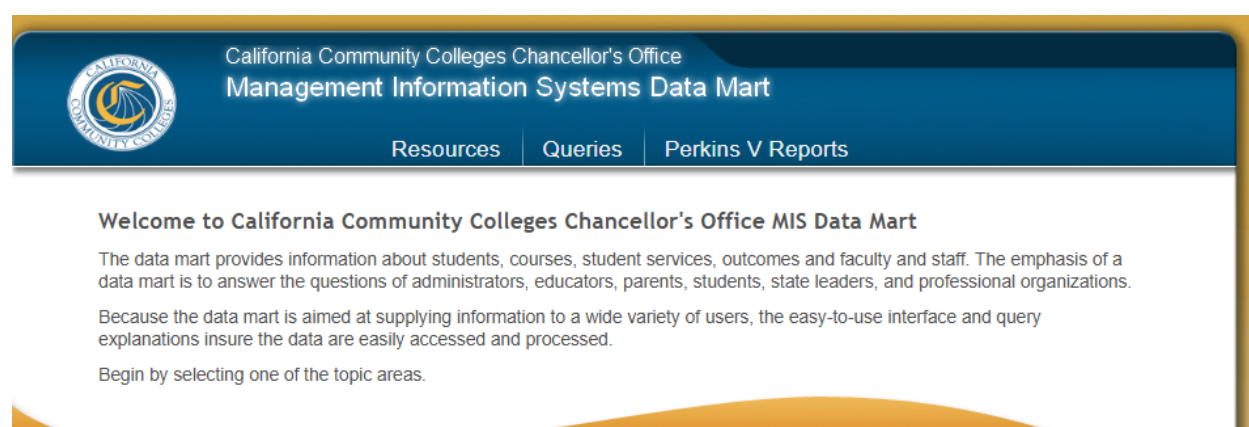 CALIFORNIA
COMMUNITY COLLEGES
C
California Community Colleges Chancellor's Office
Management Information Systems Data Mart
Resources Queries Perkins V Reports
Welcome to California Community Colleges Chancellor's Office MIS Data Mart
The data mart provides information about students, courses, student services, outcomes and faculty and staff. The emphasis of a
data mart is to answer the questions of administrators, educators, parents, students, state leaders, and professional organizations.
Because the data mart is aimed at supplying information to a wide variety of users, the easy-to-use interface and query
explanations insure the data are easily accessed and processed.
Begin by selecting one of the topic areas.